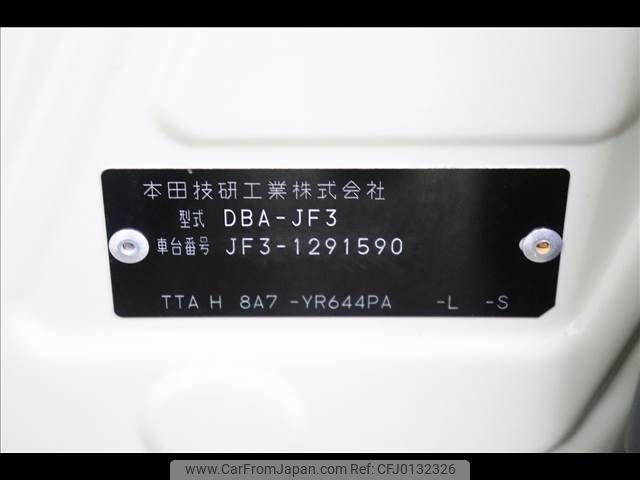 本田技研工業株式会社
型式 DBA-JF3
車台番号 JF3-1291590
TTA H 8A7 -YR644PA -L -S
www.CarFromJapan.com | ID:CFJ0132326